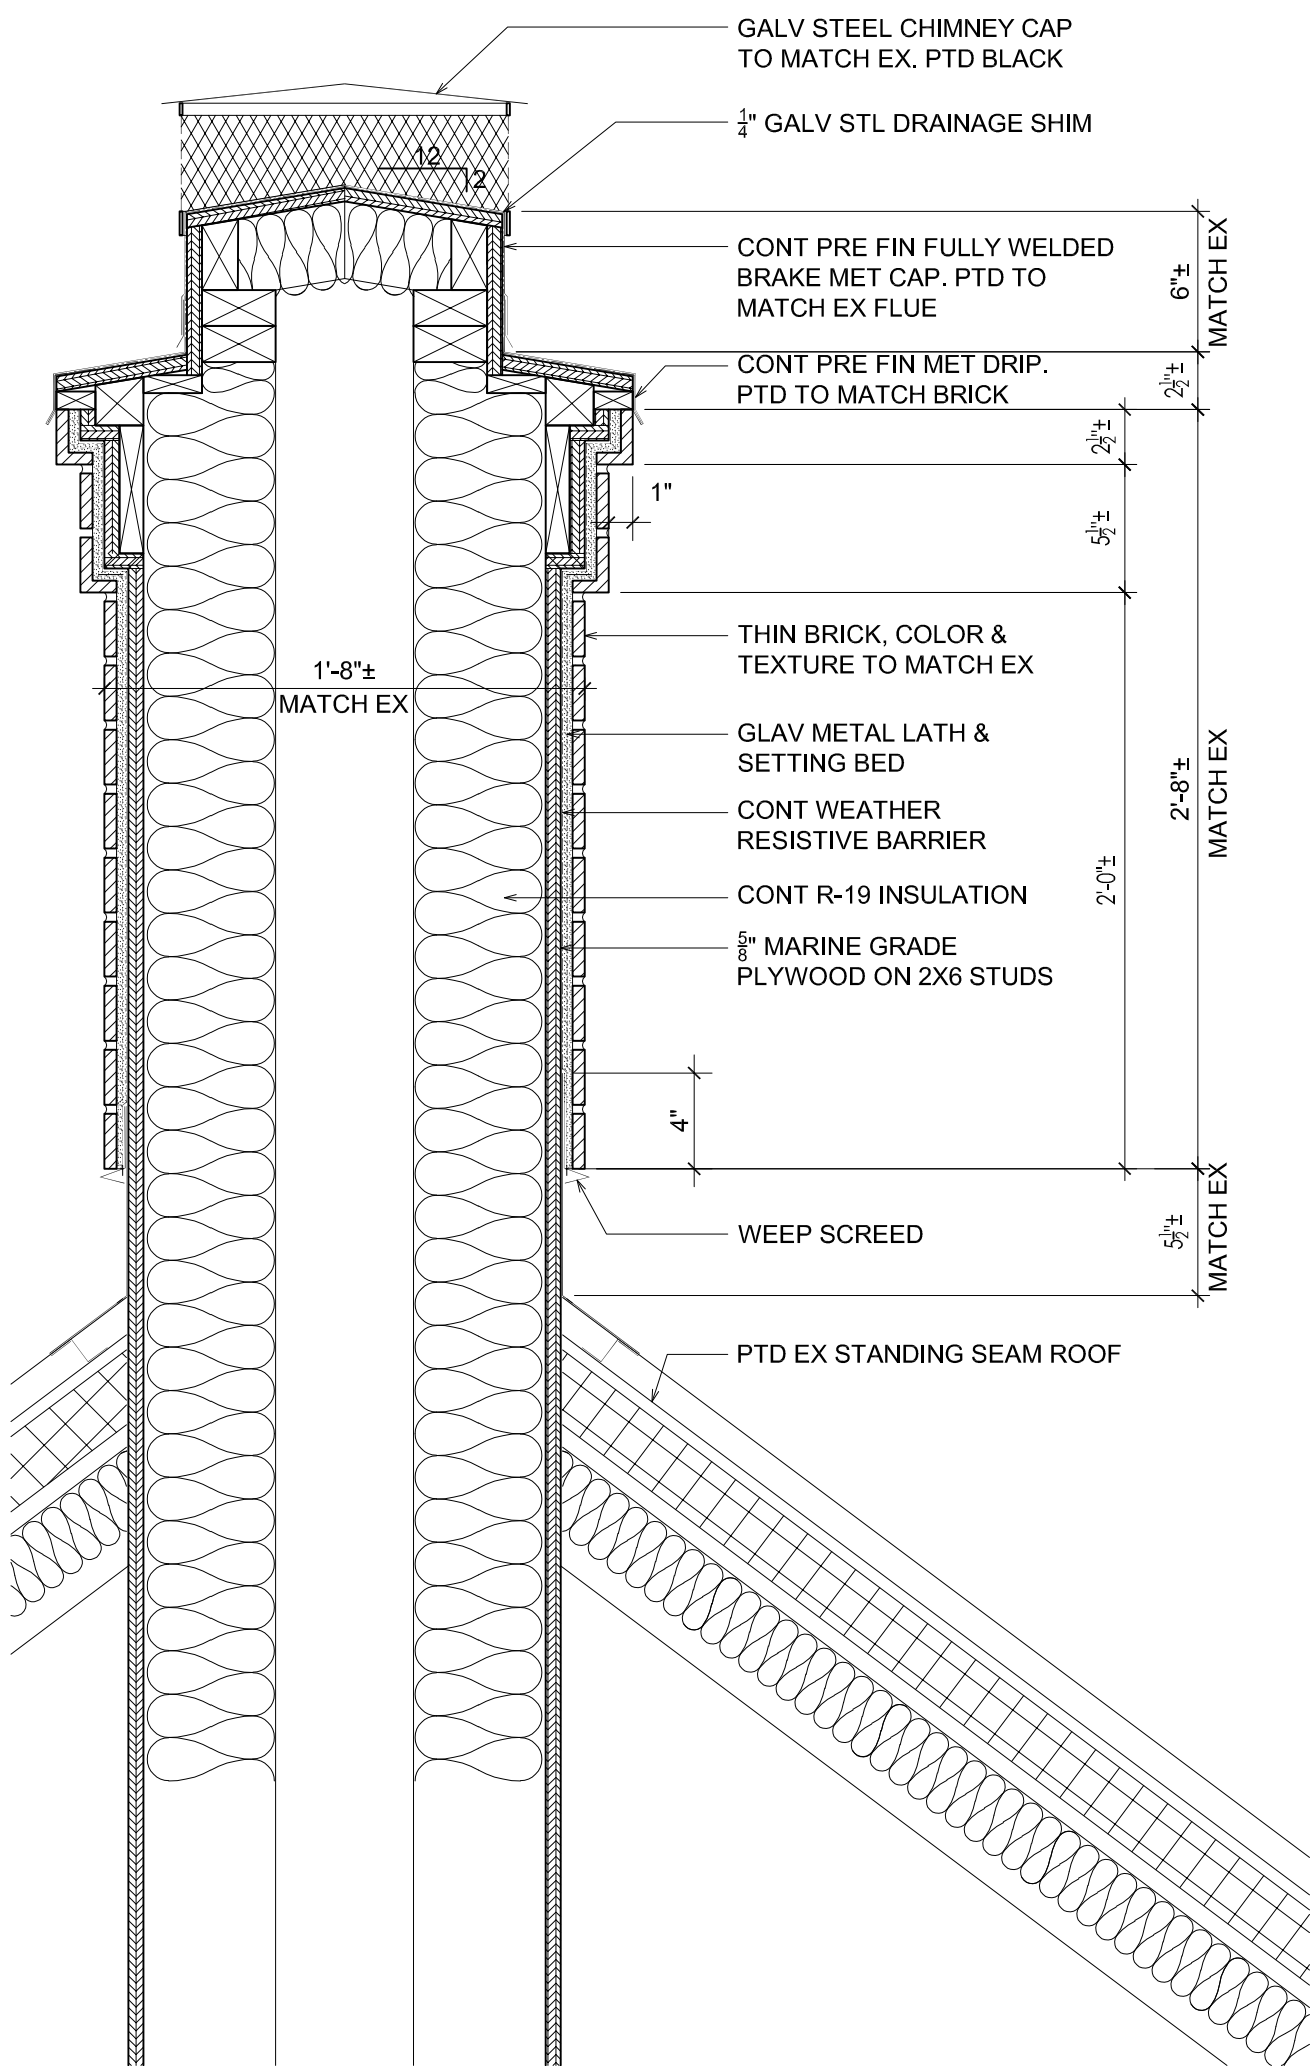 GALV STEEL CHIMNEY CAP
TO MATCH EX. PTD BLACK
1/4" GALV STL DRAINAGE SHIM
12
2
CONT PRE FIN FULLY WELDED
BRAKE MET CAP. PTD TO
MATCH EX FLUE
6"±
MATCH EX
CONT PRE FIN MET DRIP.
PTD TO MATCH BRICK
2 1/2"±
2 1/2"±
1"
5 1/2"±
THIN BRICK, COLOR &
TEXTURE TO MATCH EX
1'-8"±
MATCH EX
GLAV METAL LATH &
SETTING BED
2'-8"±
MATCH EX
CONT WEATHER
RESISTIVE BARRIER
2'-0"±
CONT R-19 INSULATION
5/8" MARINE GRADE
PLYWOOD ON 2X6 STUDS
4"
WEEP SCREED
5 1/2"±
MATCH EX
PTD EX STANDING SEAM ROOF